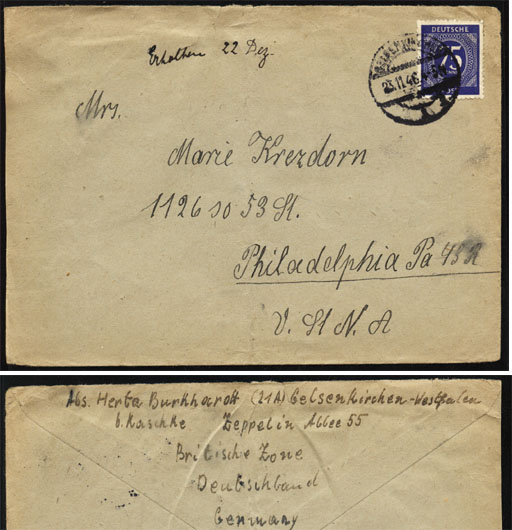 Erhalten 22 Dez.
DEUTSCHE
75
23.11.46
Mrs.
Marie Krezdorn
1126 so 53 St.
Philadelphia Pa 43
V. St N. A
Abs. Herta Burkhardt (21A) Gelsenkirchen-Westfalen
b. Kaschke Zeppelin Allee 55
Britische Zone
Deutschland
Germany